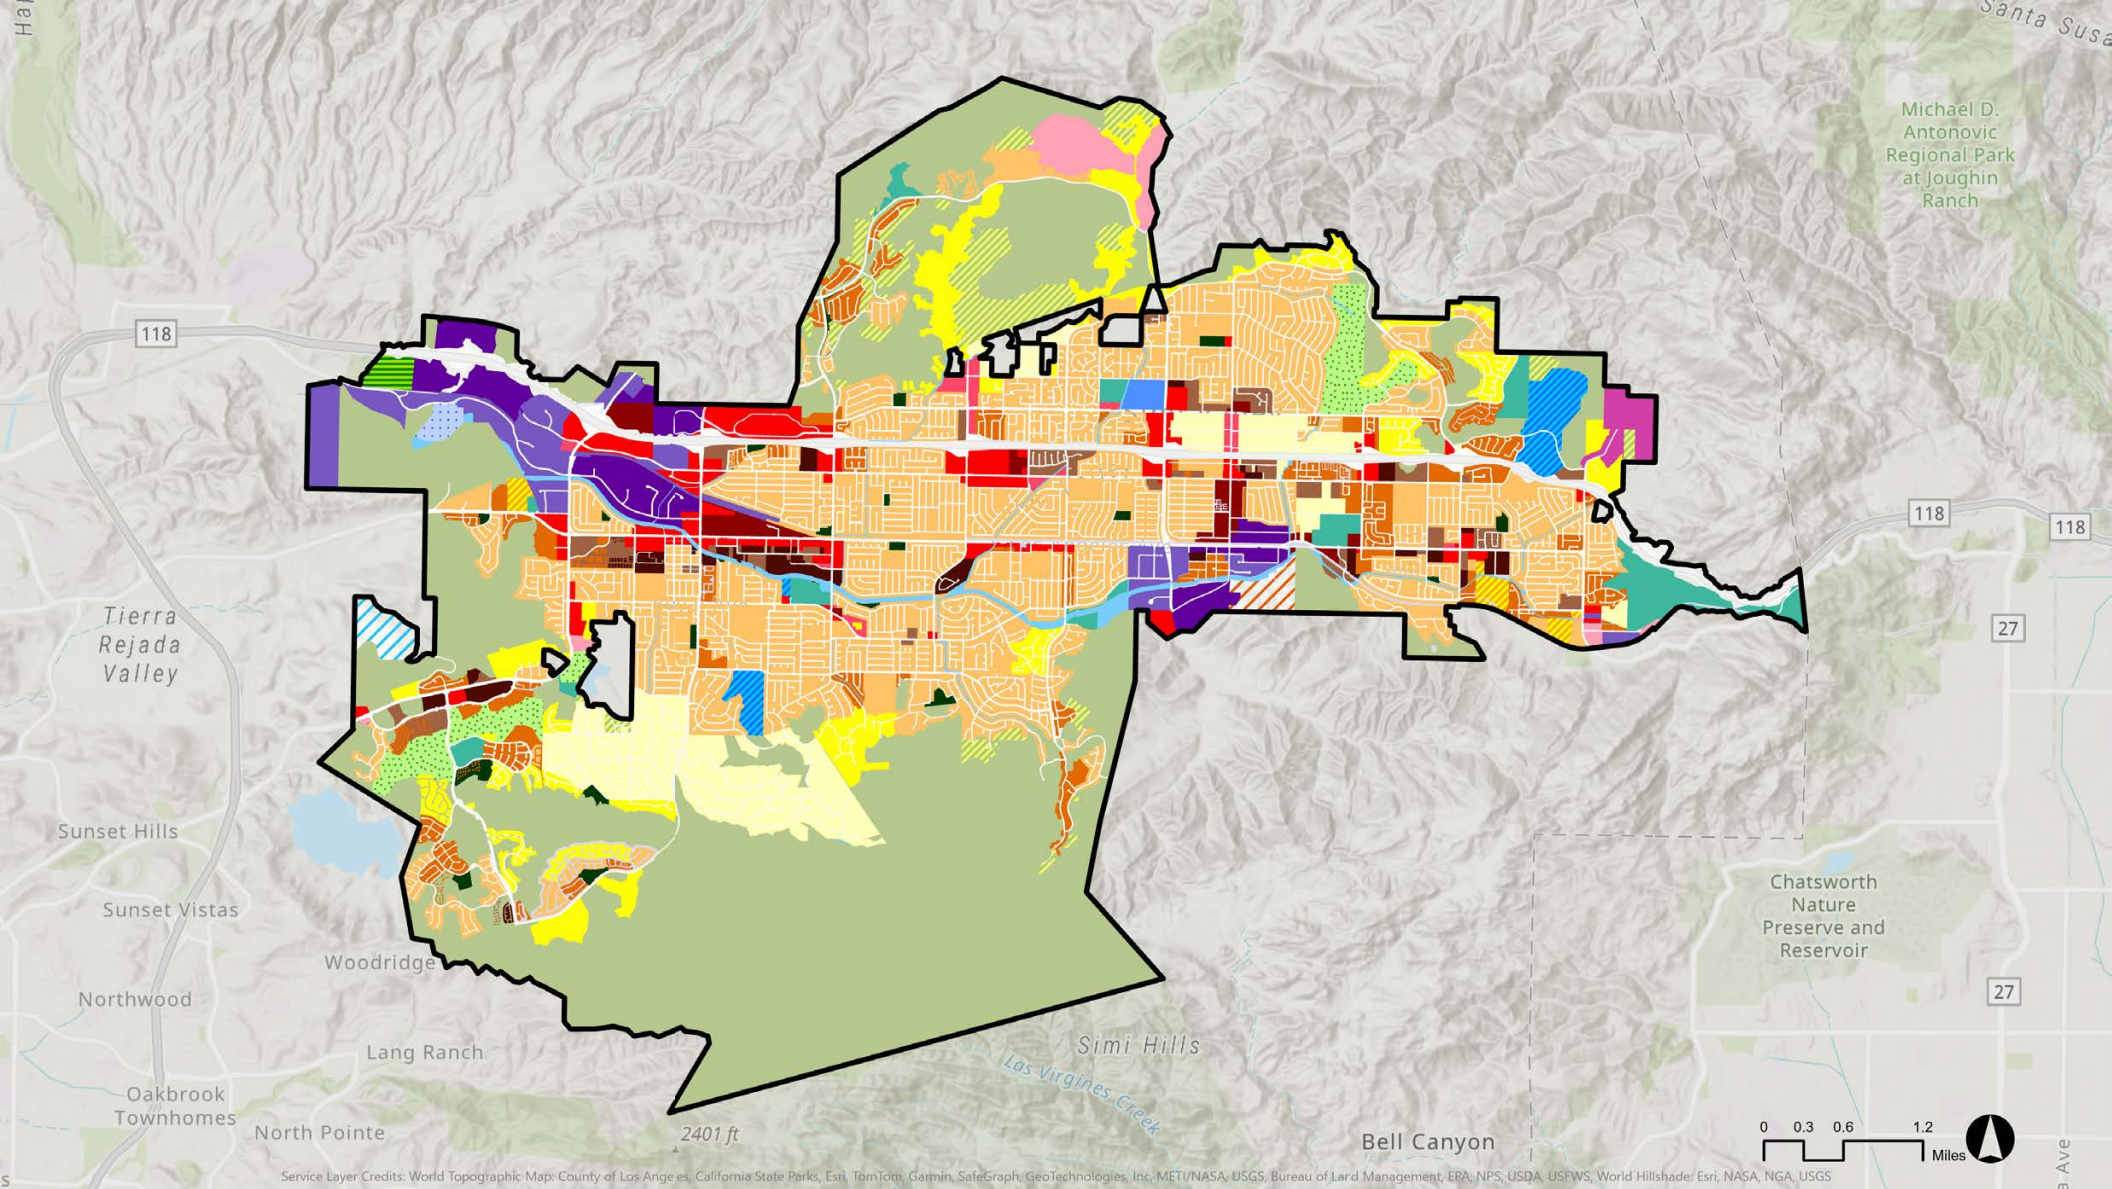 Santa Susa
Michael D.
Antonovic
Regional Park
at Joughin
Ranch
118
118
118
Tierra
Rejada
Valley
27
Sunset Hills
Chatsworth
Nature
Preserve and
Reservoir
Sunset Vistas
Woodridge
Northwood
27
Simi Hills
Lang Ranch
Las Virgines Creek
Oakbrook
Townhomes
North Pointe
2401 ft
Bell Canyon
0 0.3 0.6 1.2
Miles
Ave
Service Layer Credits: World Topographic Map: County of Los Angeles, California State Parks, Esri, TomTom, Garmin, SafeGraph, GeoTechnologies, Inc, METI/NASA, USGS, Bureau of Land Management, EPA, NPS, USDA, USFWS, World Hillshade: Esri, NASA, NGA, USGS